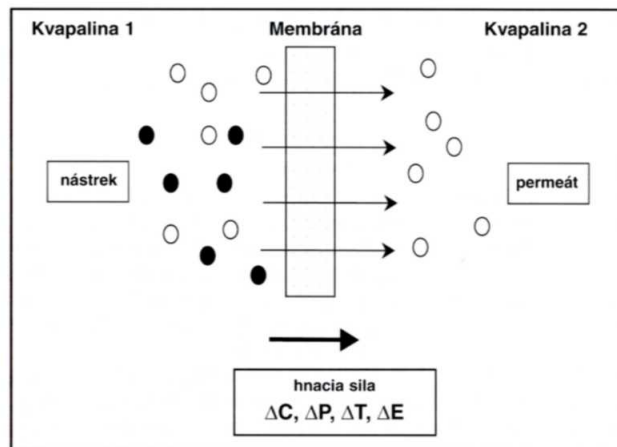 Kvapalina 1
Membrána
Kvapalina 2
nástrek
permeát
hnacia sila
ΔC, ΔP, ΔT, ΔE